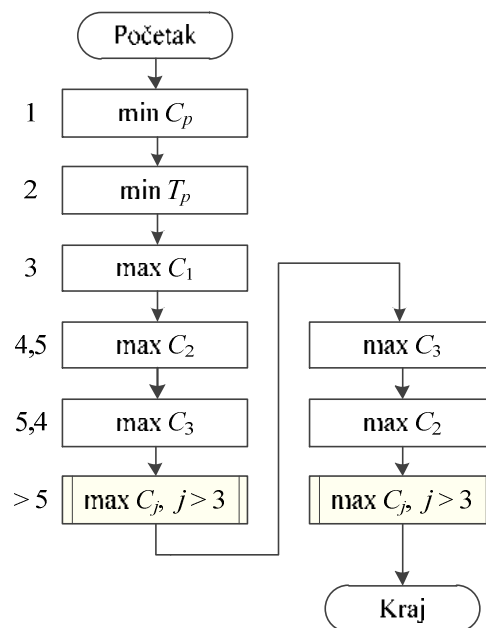 Početak
1 min Cp
2 min Tp
3 max C1
4,5 max C2
5,4 max C3
> 5 max Cj, j > 3
max C3
max C2
max Cj, j > 3
Kraj